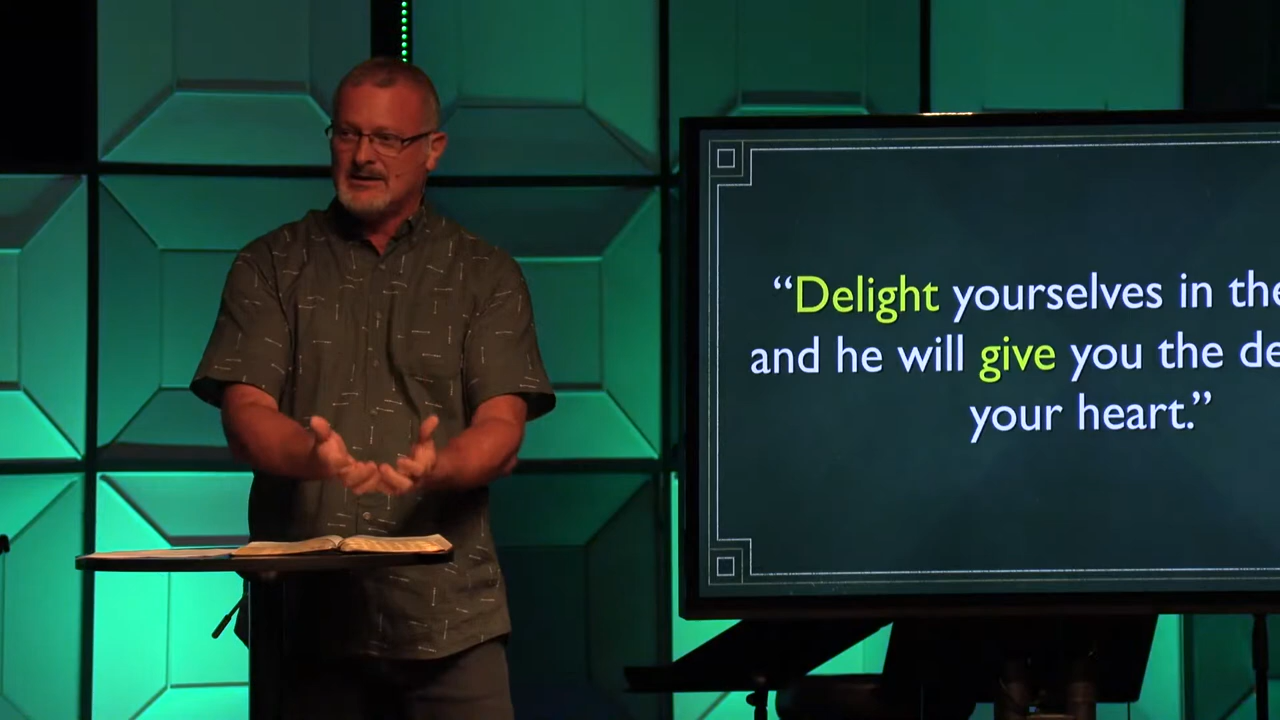 “Delight yourselves in the
and he will give you the de
your heart.”